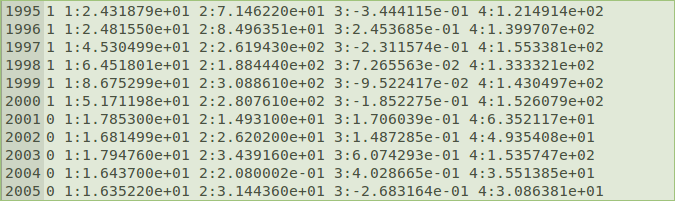 1995 1 1:2.431879e+01 2:7.146220e+01 3:-3.444115e-01 4:1.214914e+02
1996 1 1:2.481550e+01 2:8.496351e+01 3:2.453685e-01 4:1.399707e+02
1997 1 1:4.530499e+01 2:2.619430e+02 3:-2.311574e-01 4:1.553381e+02
1998 1 1:6.451801e+01 2:1.884440e+02 3:7.265563e-02 4:1.333321e+02
1999 1 1:8.675299e+01 2:3.088610e+02 3:-9.522417e-02 4:1.430497e+02
2000 1 1:5.171198e+01 2:2.807610e+02 3:-1.852275e-01 4:1.526079e+02
2001 0 1:1.785300e+01 2:1.493100e+01 3:1.706039e-01 4:6.352117e+01
2002 0 1:1.681499e+01 2:2.620200e+01 3:1.487285e-01 4:4.935408e+01
2003 0 1:1.794760e+01 2:3.439160e+01 3:6.074293e-01 4:1.535747e+02
2004 0 1:1.643700e+01 2:2.080002e-01 3:4.028665e-01 4:3.551385e+01
2005 0 1:1.635220e+01 2:3.144360e+01 3:-2.683164e-01 4:3.086381e+01